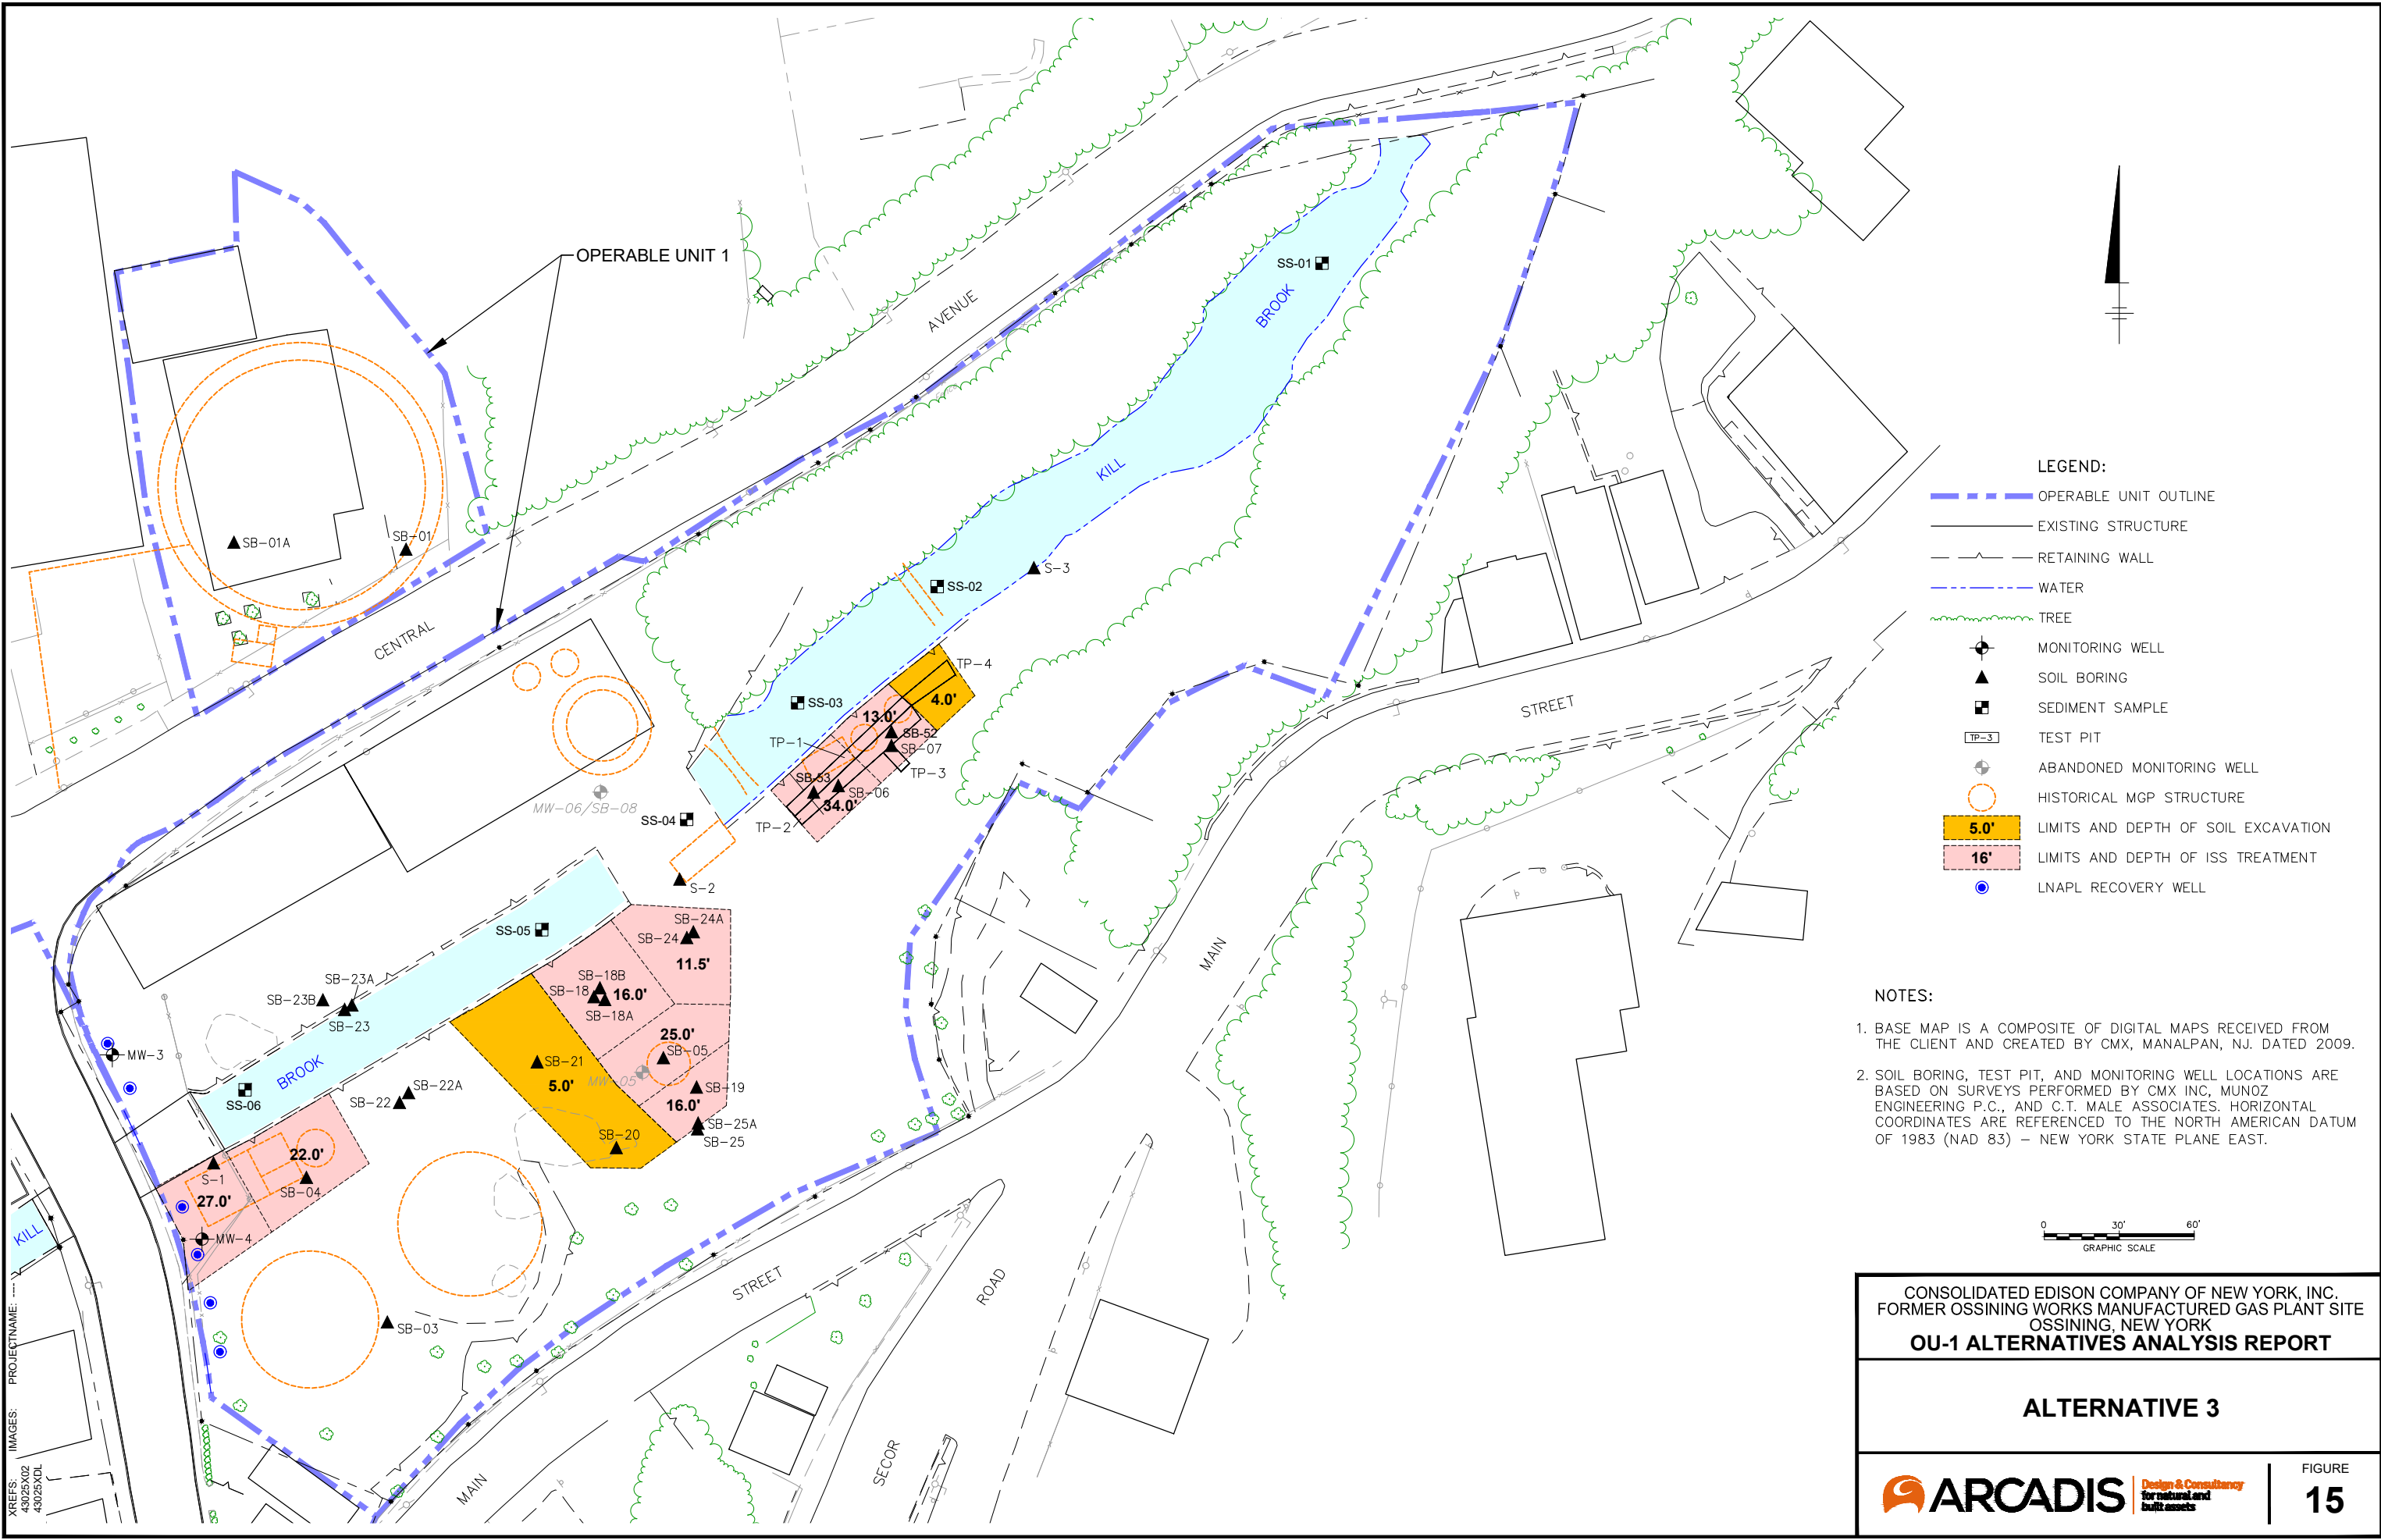 OPERABLE UNIT 1
AVENUE
CENTRAL
SS-01
BROOK
KILL
SB-01A
SB-01
SS-02
S-3
SS-03
TP-4
4.0'
13.0'
SB-52
SB-07
TP-1
TP-3
SB-53
SB-06
34.0'
TP-2
MW-06/SB-08
SS-04
S-2
STREET
MAIN
SS-05
SB-24A
SB-24
11.5'
SB-18B
SB-18
16.0'
SB-18A
25.0'
SB-05
SB-21
5.0'
MW-05
SB-19
16.0'
SB-25A
SB-25
SB-20
SB-23A
SB-23B
SB-23
MW-3
BROOK
SS-06
SB-22A
SB-22
22.0'
S-1
SB-04
27.0'
MW-4
KILL
SB-03
STREET
MAIN
ROAD
SECOR
LEGEND:
OPERABLE UNIT OUTLINE
EXISTING STRUCTURE
RETAINING WALL
WATER
TREE
MONITORING WELL
SOIL BORING
SEDIMENT SAMPLE
TP-3 TEST PIT
ABANDONED MONITORING WELL
HISTORICAL MGP STRUCTURE
5.0' LIMITS AND DEPTH OF SOIL EXCAVATION
16' LIMITS AND DEPTH OF ISS TREATMENT
LNAPL RECOVERY WELL
NOTES:
1. BASE MAP IS A COMPOSITE OF DIGITAL MAPS RECEIVED FROM
THE CLIENT AND CREATED BY CMX, MANALPAN, NJ. DATED 2009.
2. SOIL BORING, TEST PIT, AND MONITORING WELL LOCATIONS ARE
BASED ON SURVEYS PERFORMED BY CMX INC, MUNOZ
ENGINEERING P.C., AND C.T. MALE ASSOCIATES. HORIZONTAL
COORDINATES ARE REFERENCED TO THE NORTH AMERICAN DATUM
OF 1983 (NAD 83) – NEW YORK STATE PLANE EAST.
0 30' 60'
GRAPHIC SCALE
CONSOLIDATED EDISON COMPANY OF NEW YORK, INC.
FORMER OSSINING WORKS MANUFACTURED GAS PLANT SITE
OSSINING, NEW YORK
OU-1 ALTERNATIVES ANALYSIS REPORT
ALTERNATIVE 3
ARCADIS
Design & Consultancy
for natural and
built assets
FIGURE
15
XREFS: IMAGES: PROJECTNAME: ----
43025X02
43025XDL